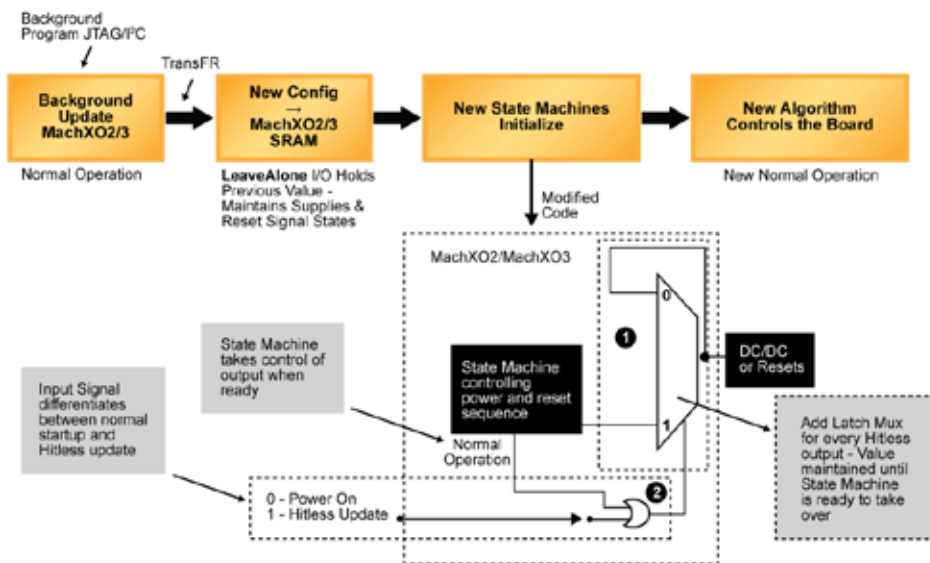 Background
Program JTAG/I²C
TransFR
Background
Update
MachXO2/3
Normal Operation
New Config
→
MachXO2/3
SRAM
LeaveAlone I/O Holds
Previous Value -
Maintains Supplies &
Reset Signal States
New State Machines
Initialize
New Algorithm
Controls the Board
New Normal Operation
Modified
Code
MachXO2/MachXO3
0
1
1
State Machine
controlling
power and reset
sequence
Normal
Operation
DC/DC
or Resets
State Machine
takes control of
output when
ready
Input Signal
differentiates
between normal
startup and
Hitless update
Add Latch Mux
for every Hitless
output - Value
maintained until
State Machine
is ready to take
over
2
0 - Power On
1 - Hitless Update